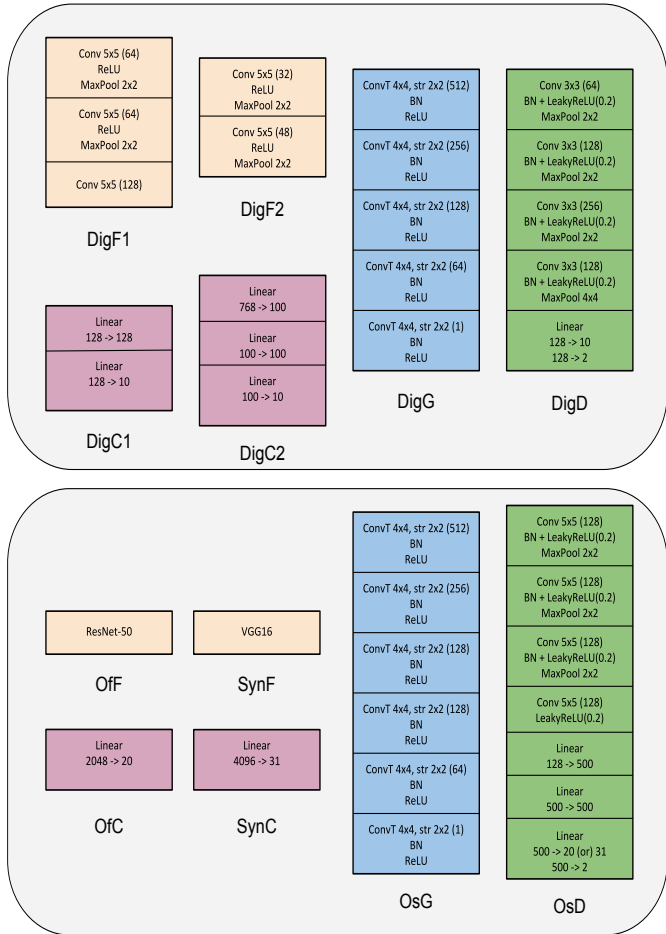 Conv 5x5 (64)
ReLU
MaxPool 2x2
Conv 5x5 (64)
ReLU
MaxPool 2x2
Conv 5x5 (128)
DigF1
Conv 5x5 (32)
ReLU
MaxPool 2x2
Conv 5x5 (48)
ReLU
MaxPool 2x2
DigF2
Linear
128 -> 128
Linear
128 -> 10
DigC1
Linear
768 -> 100
Linear
100 -> 100
Linear
100 -> 10
DigC2
ConvT 4x4, str 2x2 (512)
BN
ReLU
ConvT 4x4, str 2x2 (256)
BN
ReLU
ConvT 4x4, str 2x2 (128)
BN
ReLU
ConvT 4x4, str 2x2 (64)
BN
ReLU
ConvT 4x4, str 2x2 (1)
BN
ReLU
DigG
Conv 3x3 (64)
BN + LeakyReLU(0.2)
MaxPool 2x2
Conv 3x3 (128)
BN + LeakyReLU(0.2)
MaxPool 2x2
Conv 3x3 (256)
BN + LeakyReLU(0.2)
MaxPool 2x2
Conv 3x3 (128)
BN + LeakyReLU(0.2)
MaxPool 4x4
Linear
128 -> 10
128 -> 2
DigD
ResNet-50
OfF
VGG16
SynF
Linear
2048 -> 20
OfC
Linear
4096 -> 31
SynC
ConvT 4x4, str 2x2 (512)
BN
ReLU
ConvT 4x4, str 2x2 (256)
BN
ReLU
ConvT 4x4, str 2x2 (128)
BN
ReLU
ConvT 4x4, str 2x2 (128)
BN
ReLU
ConvT 4x4, str 2x2 (64)
BN
ReLU
ConvT 4x4, str 2x2 (1)
BN
ReLU
OsG
Conv 5x5 (128)
BN + LeakyReLU(0.2)
MaxPool 2x2
Conv 5x5 (128)
BN + LeakyReLU(0.2)
MaxPool 2x2
Conv 5x5 (128)
BN + LeakyReLU(0.2)
MaxPool 2x2
Conv 5x5 (128)
LeakyReLU(0.2)
Linear
128 -> 500
Linear
500 -> 500
Linear
500 -> 20 (or) 31
500 -> 2
OsD